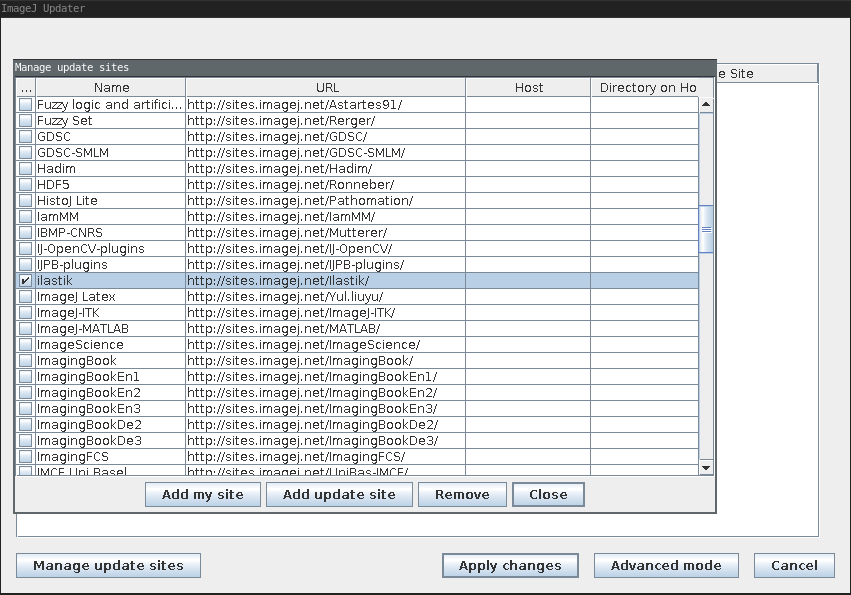 ImageJ Updater
Manage update sites
e Site
... Name URL Host Directory on Ho
Fuzzy logic and artifici... http://sites.imagej.net/Astartes91/
Fuzzy Set http://sites.imagej.net/Rerger/
GDSC http://sites.imagej.net/GDSC/
GDSC-SMLM http://sites.imagej.net/GDSC-SMLM/
Hadim http://sites.imagej.net/Hadim/
HDF5 http://sites.imagej.net/Ronneber/
HistoJ Lite http://sites.imagej.net/Pathomation/
IamMM http://sites.imagej.net/IamMM/
IBMP-CNRS http://sites.imagej.net/Mutterer/
IJ-OpenCV-plugins http://sites.imagej.net/IJ-OpenCV/
IJPB-plugins http://sites.imagej.net/IJPB-plugins/
ilastik http://sites.imagej.net/Ilastik/
ImageJ Latex http://sites.imagej.net/Yul.liuyu/
ImageJ-ITK http://sites.imagej.net/ImageJ-ITK/
ImageJ-MATLAB http://sites.imagej.net/MATLAB/
ImageScience http://sites.imagej.net/ImageScience/
ImagingBook http://sites.imagej.net/ImagingBook/
ImagingBookEn1 http://sites.imagej.net/ImagingBookEn1/
ImagingBookEn2 http://sites.imagej.net/ImagingBookEn2/
ImagingBookEn3 http://sites.imagej.net/ImagingBookEn3/
ImagingBookDe2 http://sites.imagej.net/ImagingBookDe2/
ImagingBookDe3 http://sites.imagej.net/ImagingBookDe3/
ImagingFCS http://sites.imagej.net/ImagingFCS/
IMCF Uni Basel http://sites.imagej.net/UniBas-IMCF/
Add my site Add update site Remove Close
Manage update sites Apply changes Advanced mode Cancel